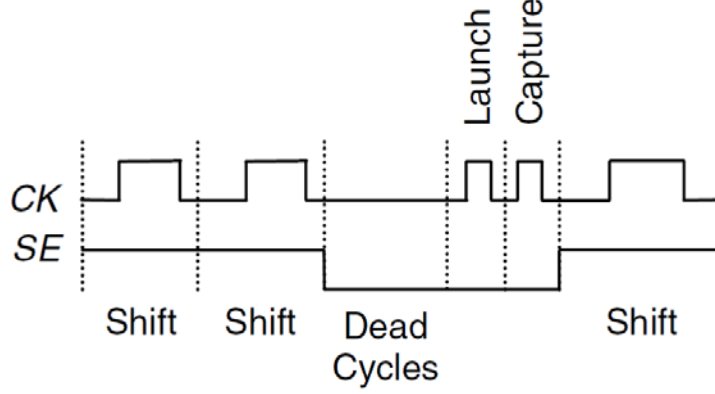 Launch
Capture
CK
SE
Shift
Shift
Dead
Cycles
Shift